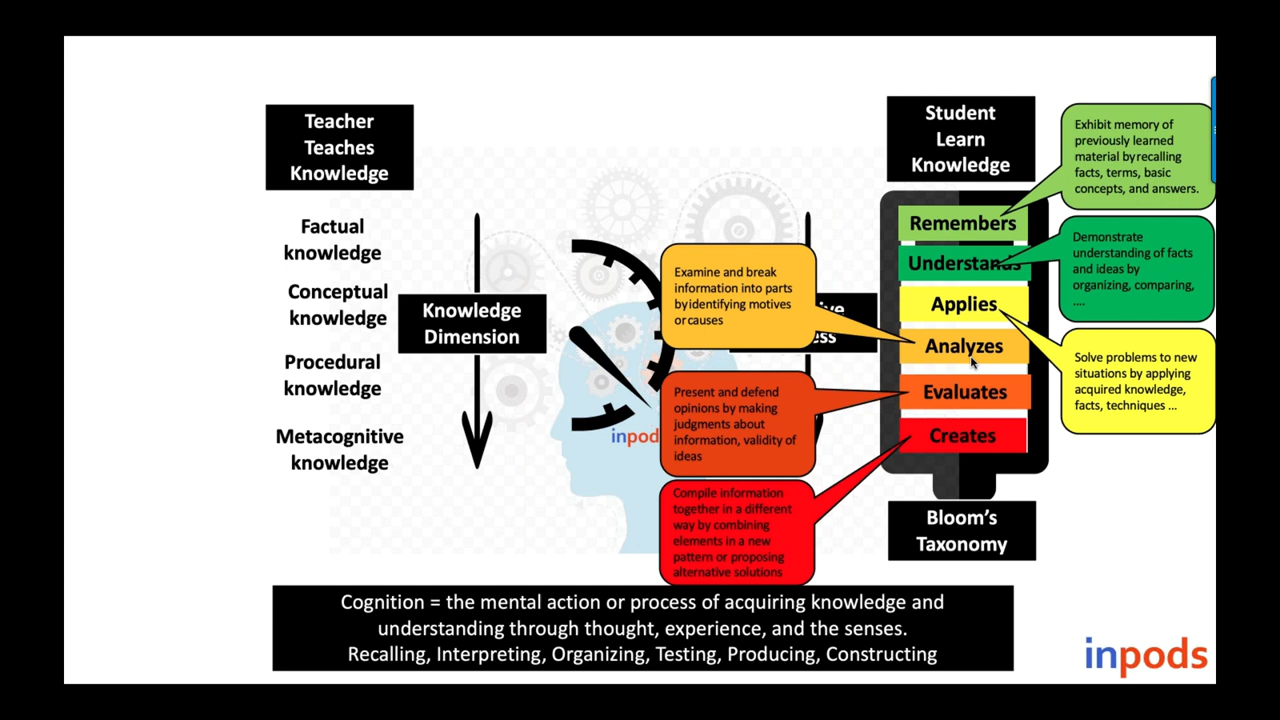 Teacher
Teaches
Knowledge
Factual
knowledge
Conceptual
knowledge
Procedural
knowledge
Metacognitive
knowledge
Knowledge
Dimension
inpod
Examine and break
information into parts
by identifying motives
or causes
Present and defend
opinions by making
judgments about
information, validity of
ideas
Compile information
together in a different
way by combining
elements in a new
pattern or proposing
alternative solutions
Student
Learn
Knowledge
Remembers
Understands
Applies
Analyzes
Evaluates
Creates
Bloom’s
Taxonomy
Exhibit memory of
previously learned
material by recalling
facts, terms, basic
concepts, and answers.
Demonstrate
understanding of facts
and ideas by
organizing, comparing,
....
Solve problems to new
situations by applying
acquired knowledge,
facts, techniques ...
Cognition = the mental action or process of acquiring knowledge and
understanding through thought, experience, and the senses.
Recalling, Interpreting, Organizing, Testing, Producing, Constructing
inpods